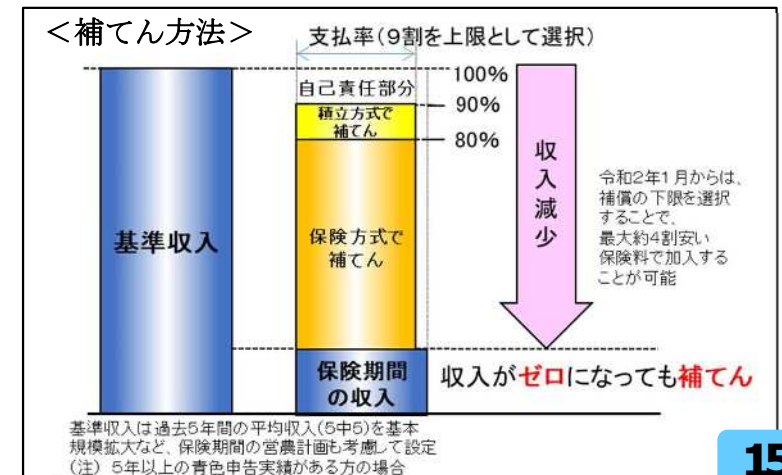 ＜補てん方法＞
支払率（9割を上限として選択）
100%
自己責任部分
90%
積立方式で
補てん
80%
収
入
減
少
令和2年1月からは、
補償の下限を選択
することで、
最大約4割安い
保険料で加入する
ことが可能
基準収入
保険方式で
補てん
保険期間
の収入
収入がゼロになっても補てん
基準収入は過去5年間の平均収入（5中5）を基本
規模拡大など、保険期間の営農計画も考慮して設定
（注）5年以上の青色申告実績がある方の場合
15